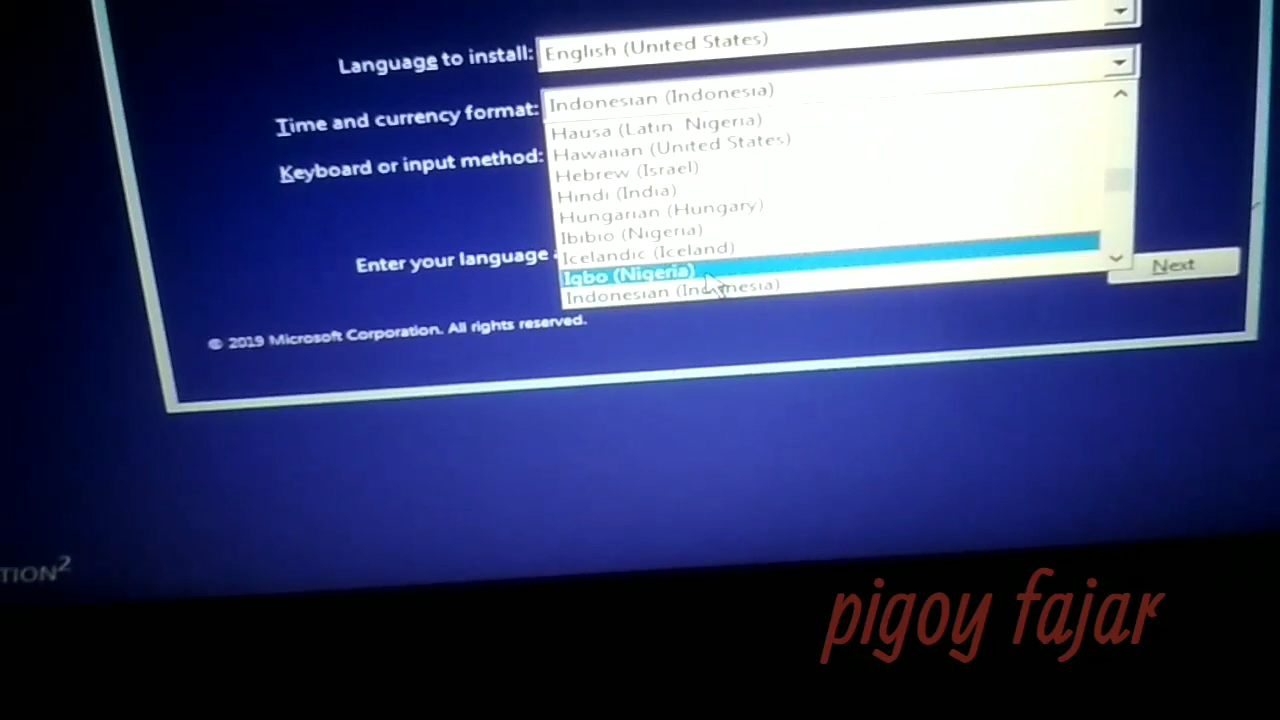 Language to install: English (United States)
Time and currency format: Indonesian (Indonesia)
Hausa (Latin Nigeria)
Hawaiian (United States)
Keyboard or input method:
Hebrew (Israel)
Hindi (India)
Hungarian (Hungary)
Ibibio (Nigeria)
Icelandic (Iceland)
Igbo (Nigeria)
Indonesian (Indonesia)
Enter your language
Next
© 2019 Microsoft Corporation. All rights reserved.
TION²
pigoy fajar